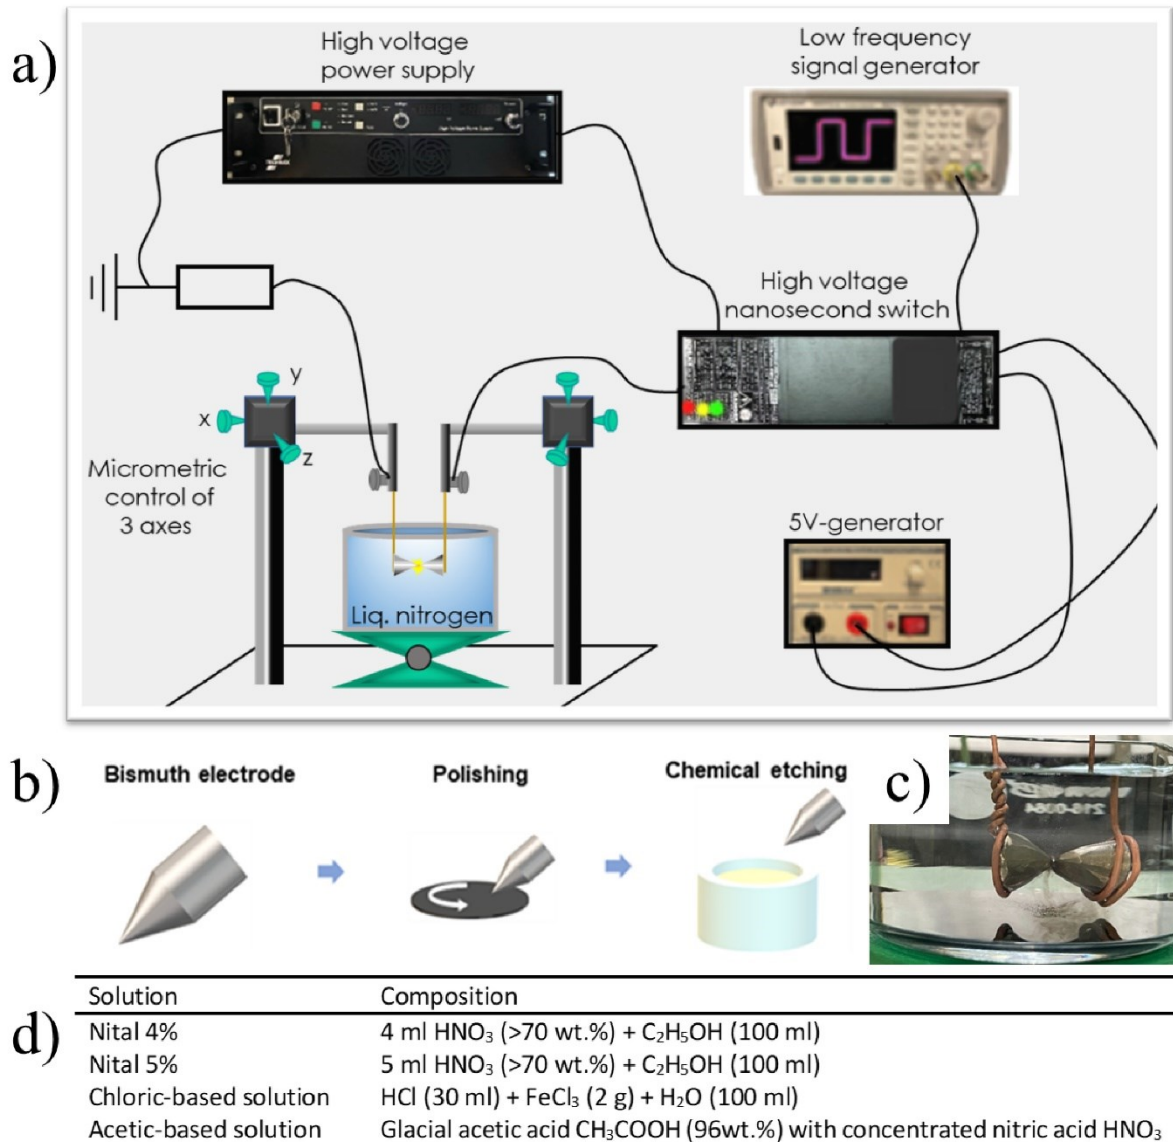 a)
High voltage
power supply
Low frequency
signal generator
High voltage
nanosecond switch
y
x
z
Micrometric
control of
3 axes
5V-generator
Liq. nitrogen
b)
Bismuth electrode
Polishing
Chemical etching
c)
d)
Solution Composition
Nital 4% 4 ml HNO₃ (>70 wt.%) + C₂H₅OH (100 ml)
Nital 5% 5 ml HNO₃ (>70 wt.%) + C₂H₅OH (100 ml)
Chloric-based solution HCl (30 ml) + FeCl₃ (2 g) + H₂O (100 ml)
Acetic-based solution Glacial acetic acid CH₃COOH (96wt.%) with concentrated nitric acid HNO₃